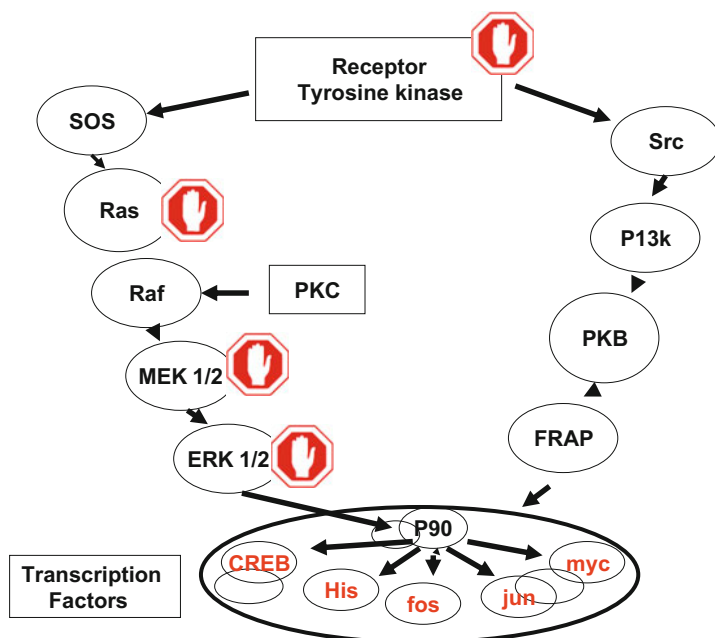 Receptor
Tyrosine kinase
SOS
Src
Ras
P13k
Raf
PKC
PKB
MEK 1/2
FRAP
ERK 1/2
P90
CREB
myc
His
jun
fos
Transcription
Factors